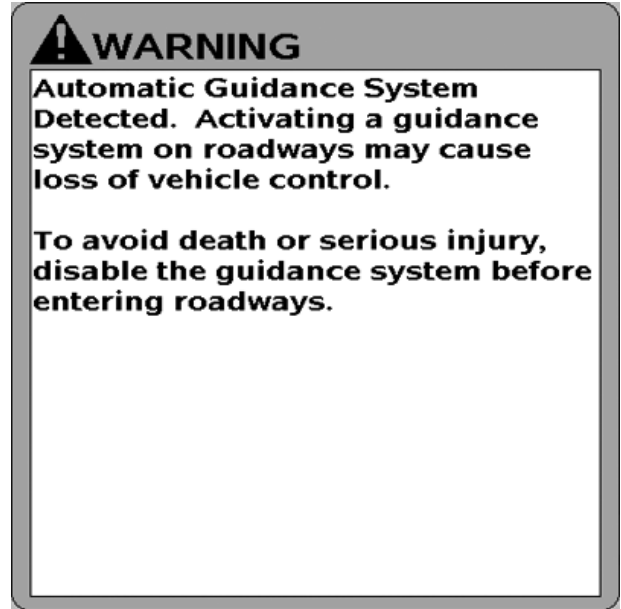 WARNING
Automatic Guidance System
Detected.  Activating a guidance
system on roadways may cause
loss of vehicle control.
To avoid death or serious injury,
disable the guidance system before
entering roadways.